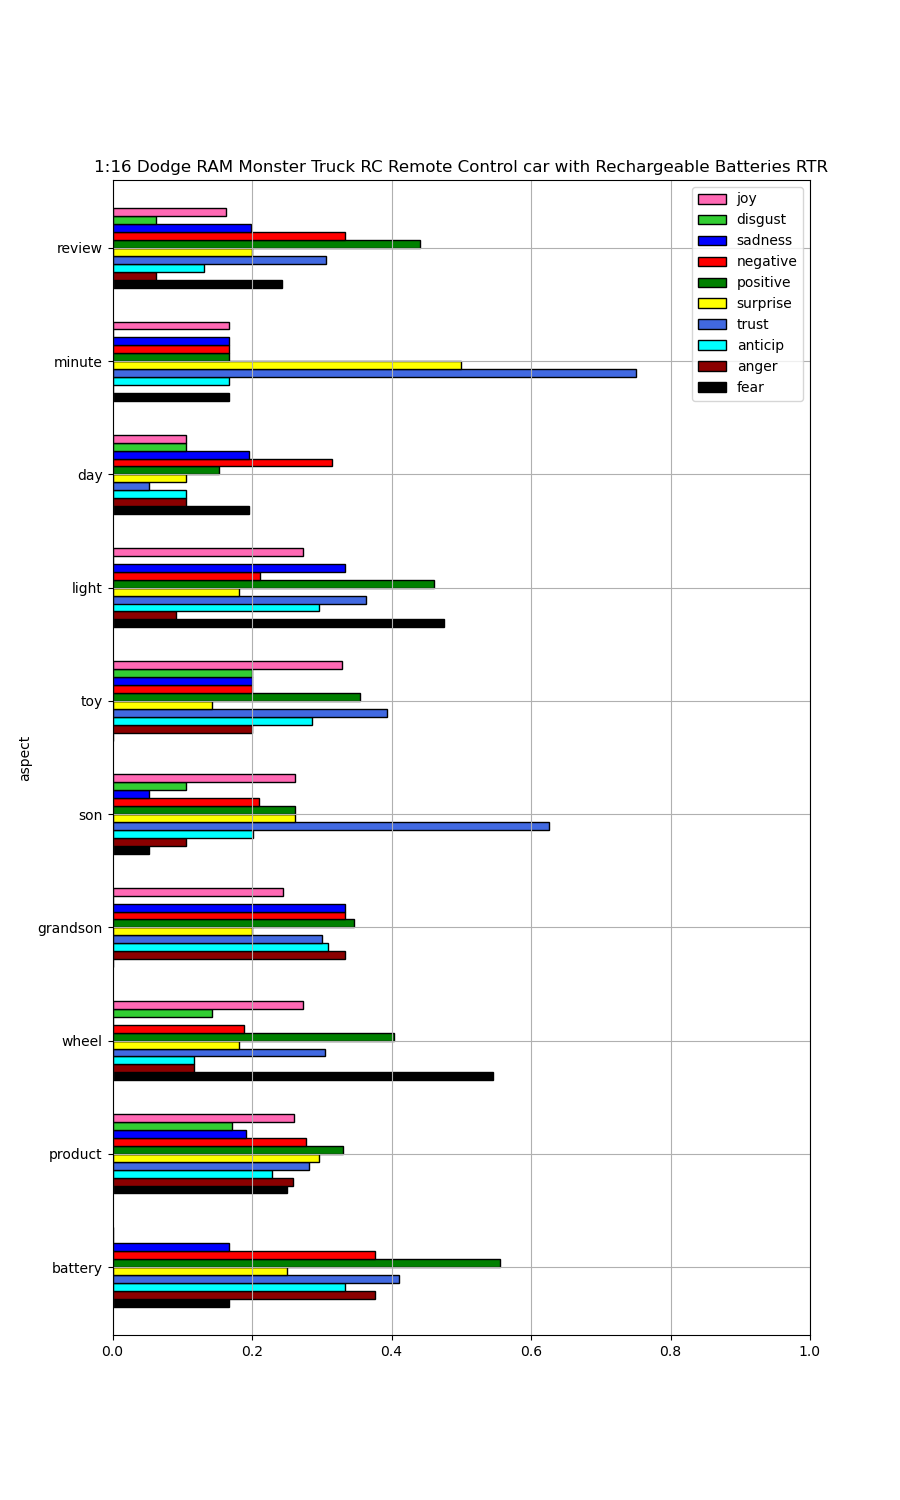 1:16 Dodge RAM Monster Truck RC Remote Control car with Rechargeable Batteries RTR
joy
disgust
sadness
negative
positive
surprise
trust
anticip
anger
fear
review
minute
day
light
toy
son
grandson
wheel
product
battery
aspect
0.0 0.2 0.4 0.6 0.8 1.0